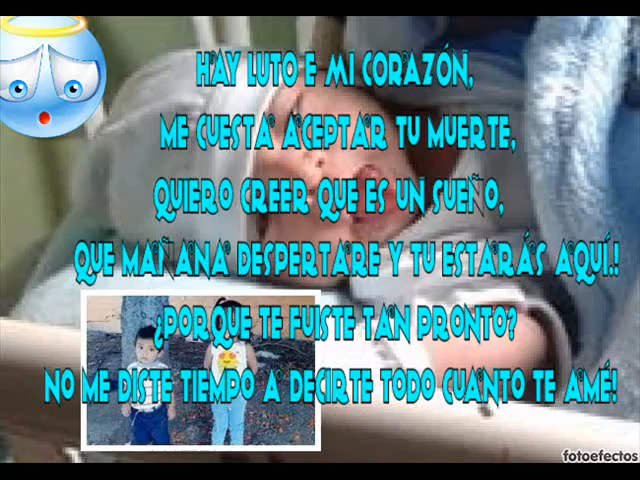 HAY LUTO E MI CORAZÓN,
ME CUESTA ACEPTAR TU MUERTE,
QUIERO CREER QUE ES UN SUEÑO,
QUE MAÑANA DESPERTARE Y TU ESTARÁS AQUÍ.!
¿PORQUE TE FUISTE TAN PRONTO?
NO ME DISTE TIEMPO A DECIRTE TODO CUANTO TE AMÉ!
fotoefectos